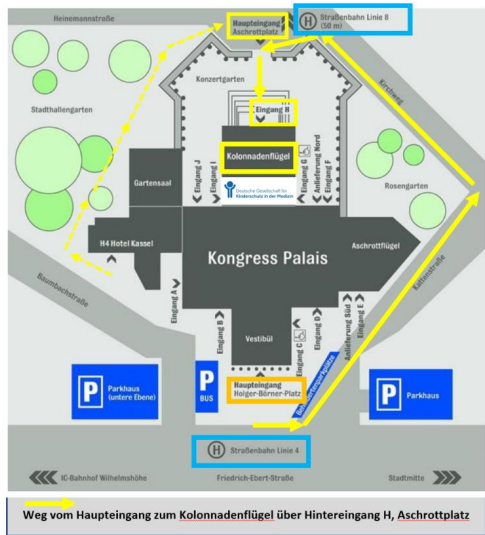 Heinemannstraße
Haupteingang
Aschrottplatz
H Straßenbahn Linie 8
(50 m)
Kirchweg
Konzertgarten
Eingang H
Stadthallengarten
Kolonnadenflügel
Eingang J
Eingang I
Eingang G
Anlieferung Nord
Eingang F
Rosengarten
Gartensaal
Deutsche Gesellschaft für
Kinderschutz in der Medizin
H4 Hotel Kassel
Kongress Palais
Aschrottflügel
Baumbachstraße
Kattenstraße
Eingang A
Eingang B
Vestibül
Eingang C
Eingang D
Anlieferung Süd
Eingang E
Haupteingang
Holger-Börner-Platz
Behindertenparkplätze
P
Parkhaus
(untere Ebene)
P
BUS
P
Parkhaus
H Straßenbahn Linie 4
IC-Bahnhof Wilhelmshöhe
Friedrich-Ebert-Straße
Stadtmitte
Weg vom Haupteingang zum Kolonnadenflügel über Hintereingang H, Aschrottplatz